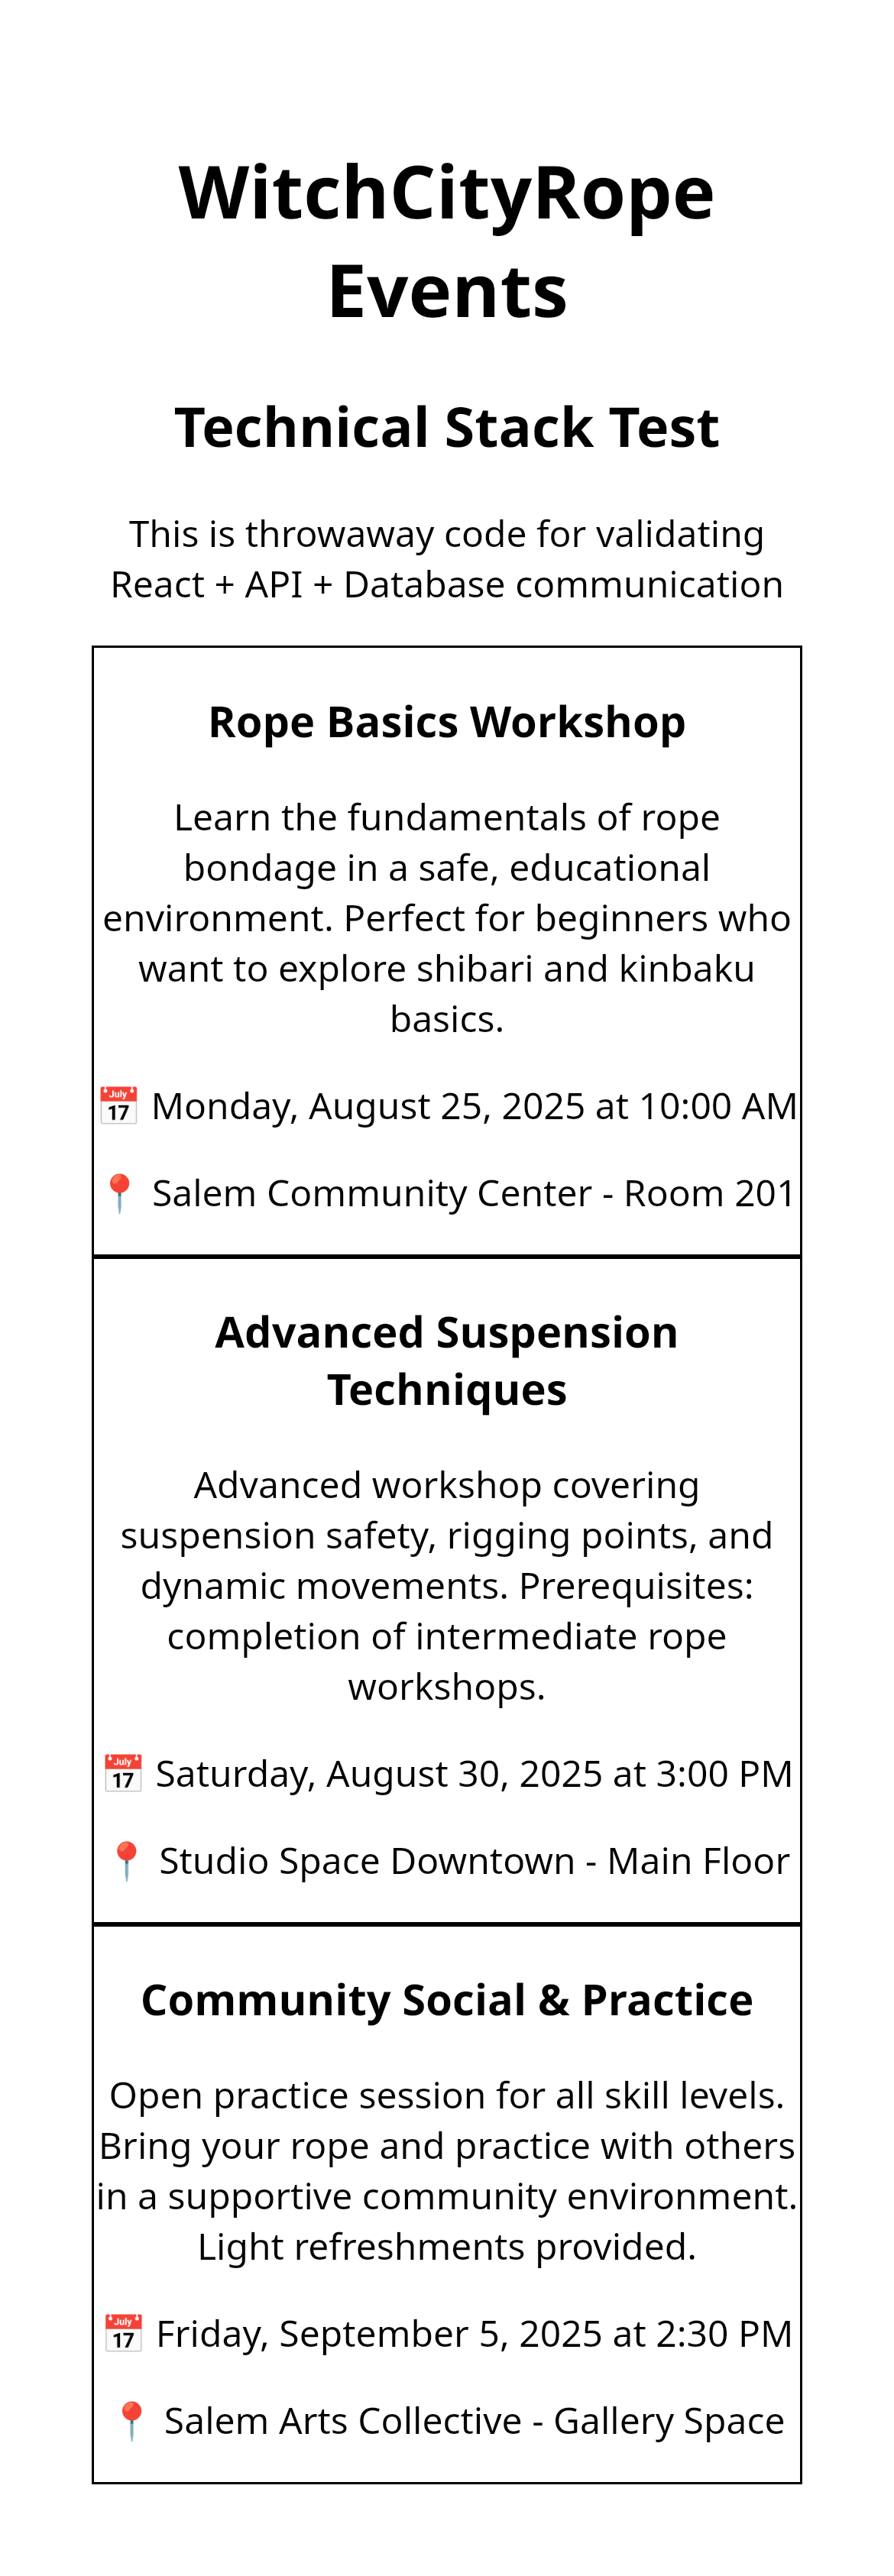 WitchCityRope
Events
Technical Stack Test
This is throwaway code for validating
React + API + Database communication
Rope Basics Workshop
Learn the fundamentals of rope
bondage in a safe, educational
environment. Perfect for beginners who
want to explore shibari and kinbaku
basics.
📅 Monday, August 25, 2025 at 10:00 AM
📍 Salem Community Center - Room 201
Advanced Suspension
Techniques
Advanced workshop covering
suspension safety, rigging points, and
dynamic movements. Prerequisites:
completion of intermediate rope
workshops.
📅 Saturday, August 30, 2025 at 3:00 PM
📍 Studio Space Downtown - Main Floor
Community Social & Practice
Open practice session for all skill levels.
Bring your rope and practice with others
in a supportive community environment.
Light refreshments provided.
📅 Friday, September 5, 2025 at 2:30 PM
📍 Salem Arts Collective - Gallery Space